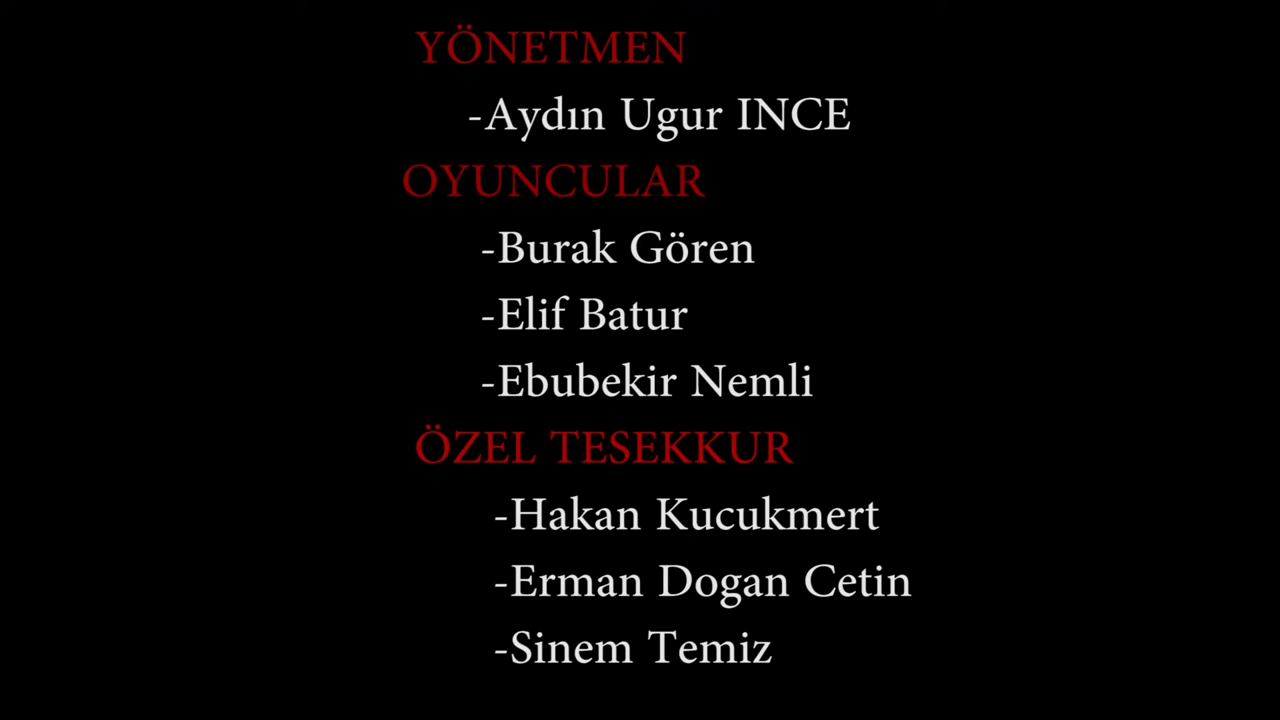 YÖNETMEN
-Aydın Ugur INCE
OYUNCULAR
-Burak Gören
-Elif Batur
-Ebubekir Nemli
ÖZEL TESEKKUR
-Hakan Kucukmert
-Erman Dogan Cetin
-Sinem Temiz